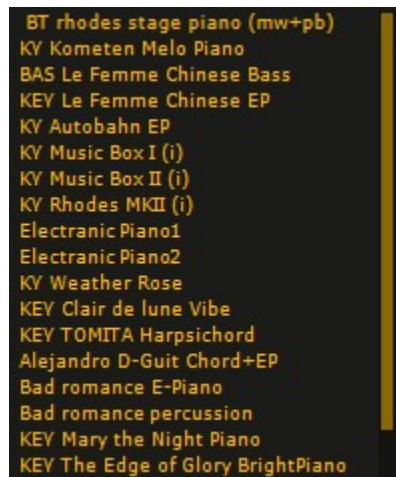 BT rhodes stage piano (mw+pb)
KY Kometen Melo Piano
BAS Le Femme Chinese Bass
KEY Le Femme Chinese EP
KY Autobahn EP
KY Music Box I (i)
KY Music Box II (i)
KY Rhodes MKII (i)
Electranic Piano1
Electranic Piano2
KY Weather Rose
KEY Clair de lune Vibe
KEY TOMITA Harpsichord
Alejandro D-Guit Chord+EP
Bad romance E-Piano
Bad romance percussion
KEY Mary the Night Piano
KEY The Edge of Glory BrightPiano